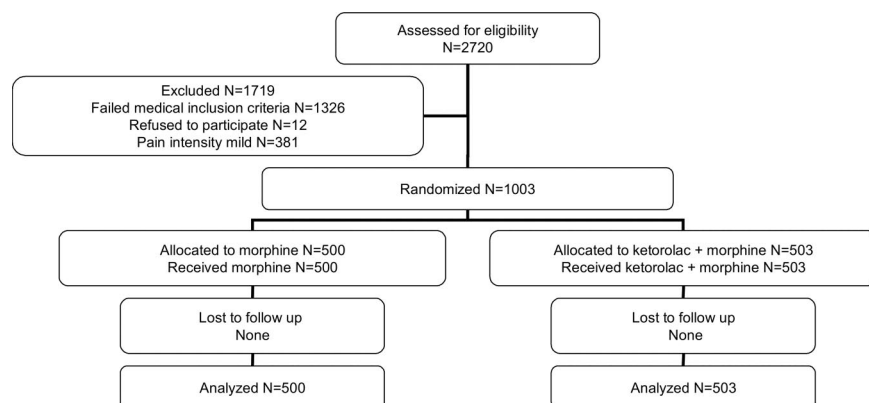 Assessed for eligibility
N=2720
Excluded N=1719
Failed medical inclusion criteria N=1326
Refused to participate N=12
Pain intensity mild N=381
Randomized N=1003
Allocated to morphine N=500
Received morphine N=500
Allocated to ketorolac + morphine N=503
Received ketorolac + morphine N=503
Lost to follow up
None
Lost to follow up
None
Analyzed N=500
Analyzed N=503